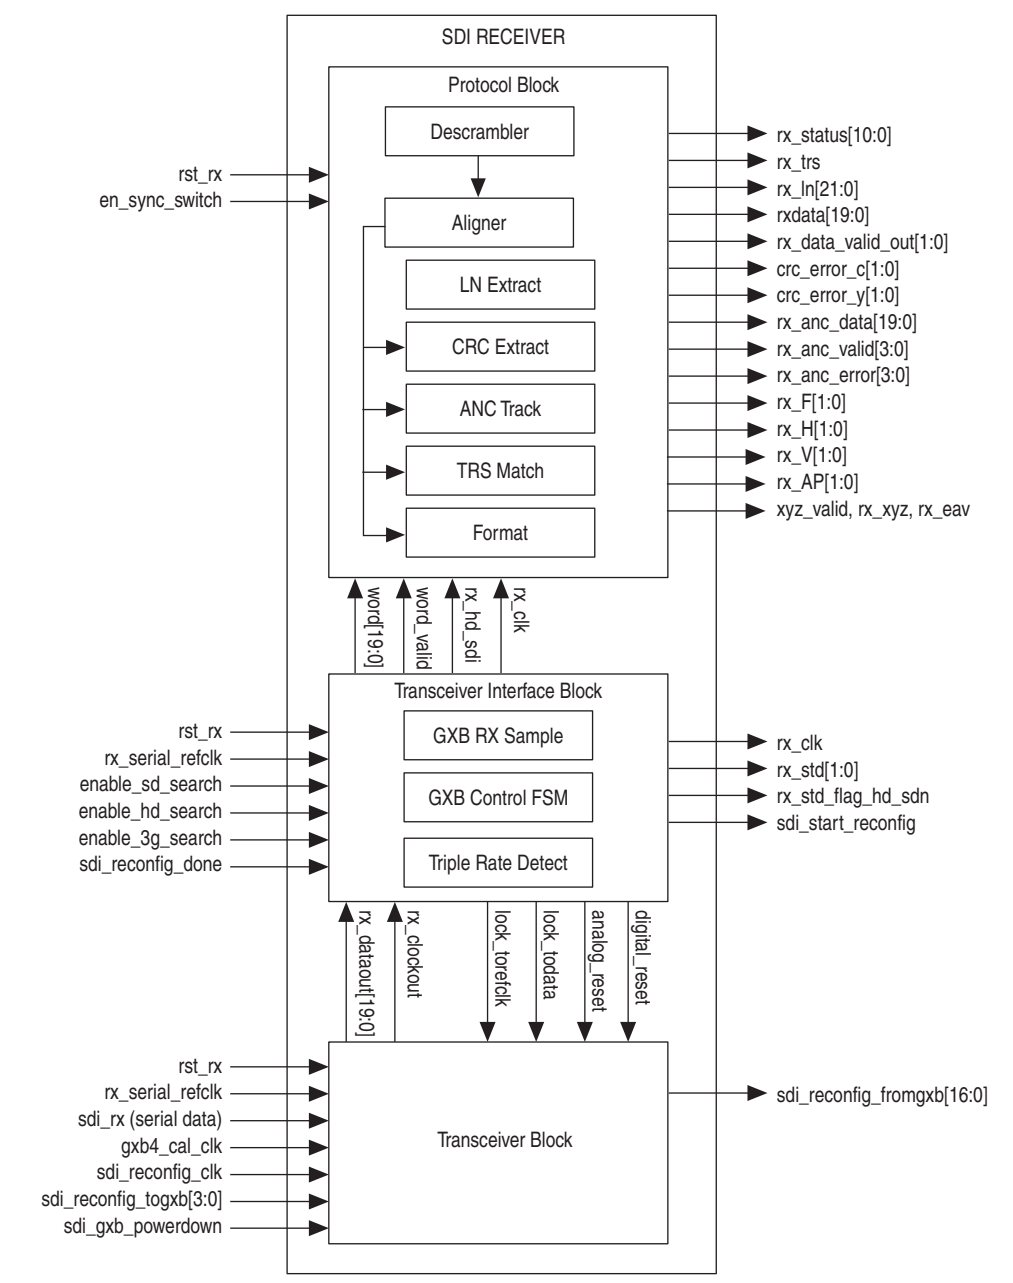 SDI RECEIVER
Protocol Block
Descrambler
Aligner
LN Extract
CRC Extract
ANC Track
TRS Match
Format
rst_rx
en_sync_switch
rx_status[10:0]
rx_trs
rx_ln[21:0]
rxdata[19:0]
rx_data_valid_out[1:0]
crc_error_c[1:0]
crc_error_y[1:0]
rx_anc_data[19:0]
rx_anc_valid[3:0]
rx_anc_error[3:0]
rx_F[1:0]
rx_H[1:0]
rx_V[1:0]
rx_AP[1:0]
xyz_valid, rx_xyz, rx_eav
word[19:0]
word_valid
rx_hd_sdi
rx_clk
Transceiver Interface Block
GXB RX Sample
GXB Control FSM
Triple Rate Detect
rst_rx
rx_serial_refclk
enable_sd_search
enable_hd_search
enable_3g_search
sdi_reconfig_done
rx_clk
rx_std[1:0]
rx_std_flag_hd_sdn
sdi_start_reconfig
rx_dataout[19:0]
rx_clockout
lock_torefclk
lock_todata
analog_reset
digital_reset
Transceiver Block
rst_rx
rx_serial_refclk
sdi_rx (serial data)
gxb4_cal_clk
sdi_reconfig_clk
sdi_reconfig_togxb[3:0]
sdi_gxb_powerdown
sdi_reconfig_fromgxb[16:0]